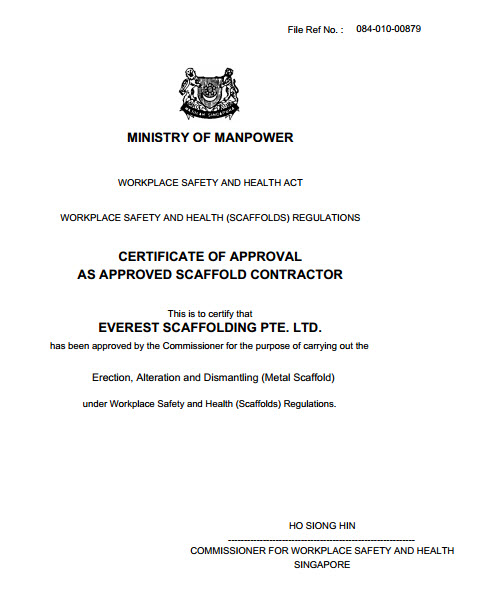 File Ref No. : 084-010-00879
MAJULAH SINGAPURA
MINISTRY OF MANPOWER
WORKPLACE SAFETY AND HEALTH ACT
WORKPLACE SAFETY AND HEALTH (SCAFFOLDS) REGULATIONS
CERTIFICATE OF APPROVAL
AS APPROVED SCAFFOLD CONTRACTOR
This is to certify that
EVEREST SCAFFOLDING PTE. LTD.
has been approved by the Commissioner for the purpose of carrying out the
Erection, Alteration and Dismantling (Metal Scaffold)
under Workplace Safety and Health (Scaffolds) Regulations.
HO SIONG HIN
COMMISSIONER FOR WORKPLACE SAFETY AND HEALTH
SINGAPORE